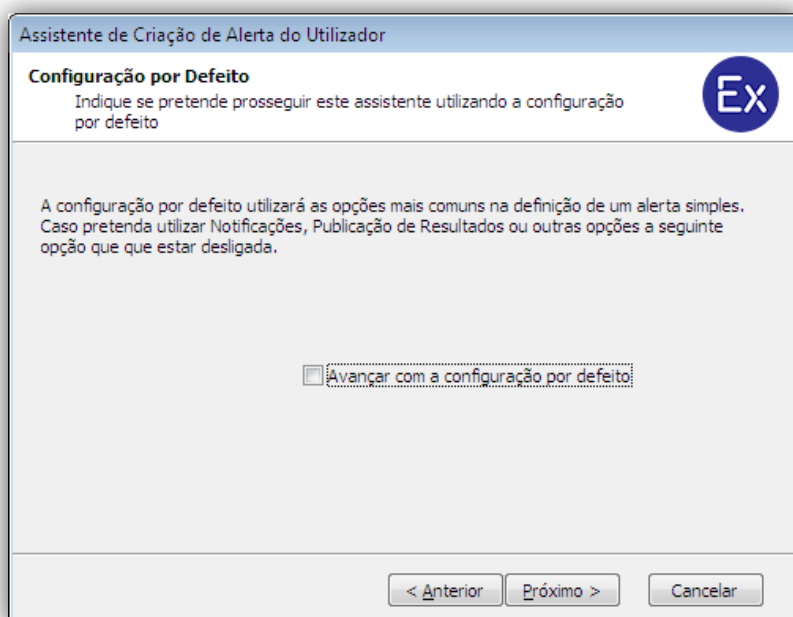 Assistente de Criação de Alerta do Utilizador
Configuração por Defeito
Indique se pretende prosseguir este assistente utilizando a configuração
por defeito
Ex
A configuração por defeito utilizará as opções mais comuns na definição de um alerta simples.
Caso pretenda utilizar Notificações, Publicação de Resultados ou outras opções a seguinte
opção que que estar desligada.
Avançar com a configuração por defeito
< Anterior
Próximo >
Cancelar